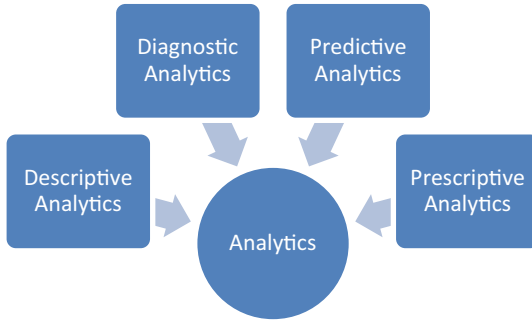 Diagnostic
Analytics
Predictive
Analytics
Descriptive
Analytics
Prescriptive
Analytics
Analytics